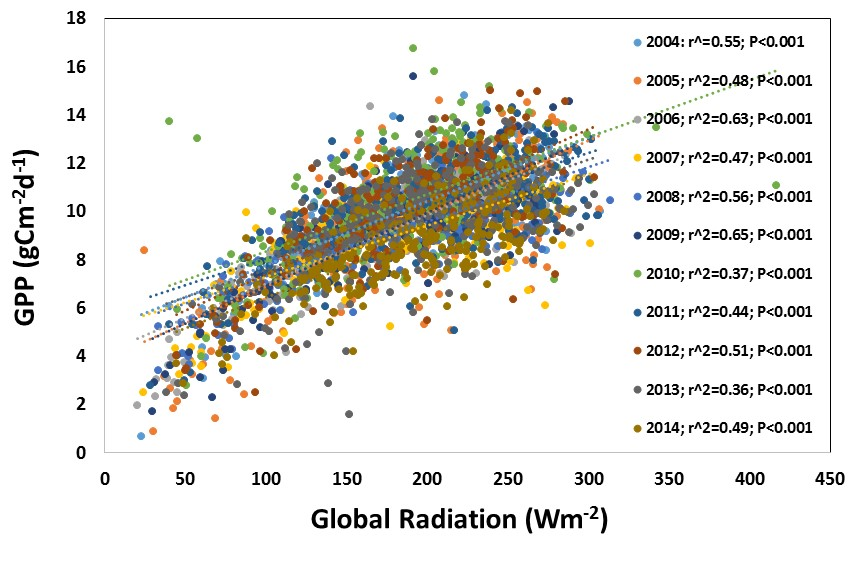 18
16
14
12
10
8
6
4
2
0
GPP (gCm-2d-1)
2004: r^=0.55; P<0.001
2005; r^2=0.48; P<0.001
2006; r^2=0.63; P<0.001
2007; r^2=0.47; P<0.001
2008; r^2=0.56; P<0.001
2009; r^2=0.65; P<0.001
2010; r^2=0.37; P<0.001
2011; r^2=0.44; P<0.001
2012; r^2=0.51; P<0.001
2013; r^2=0.36; P<0.001
2014; r^2=0.49; P<0.001
0 50 100 150 200 250 300 350 400 450
Global Radiation (Wm-2)